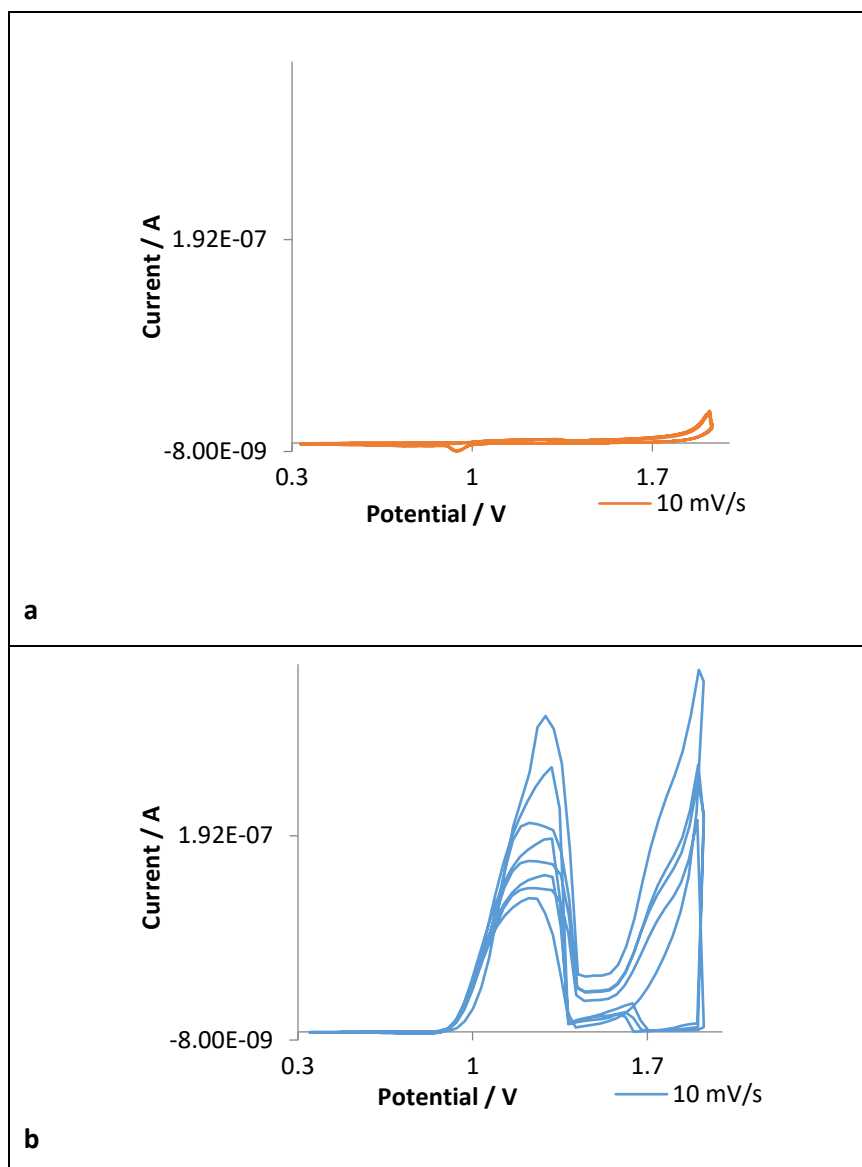 Current / A
1.92E-07
-8.00E-09
0.3
1
1.7
Potential / V
10 mV/s
a
Current / A
1.92E-07
-8.00E-09
0.3
1
1.7
Potential / V
10 mV/s
b